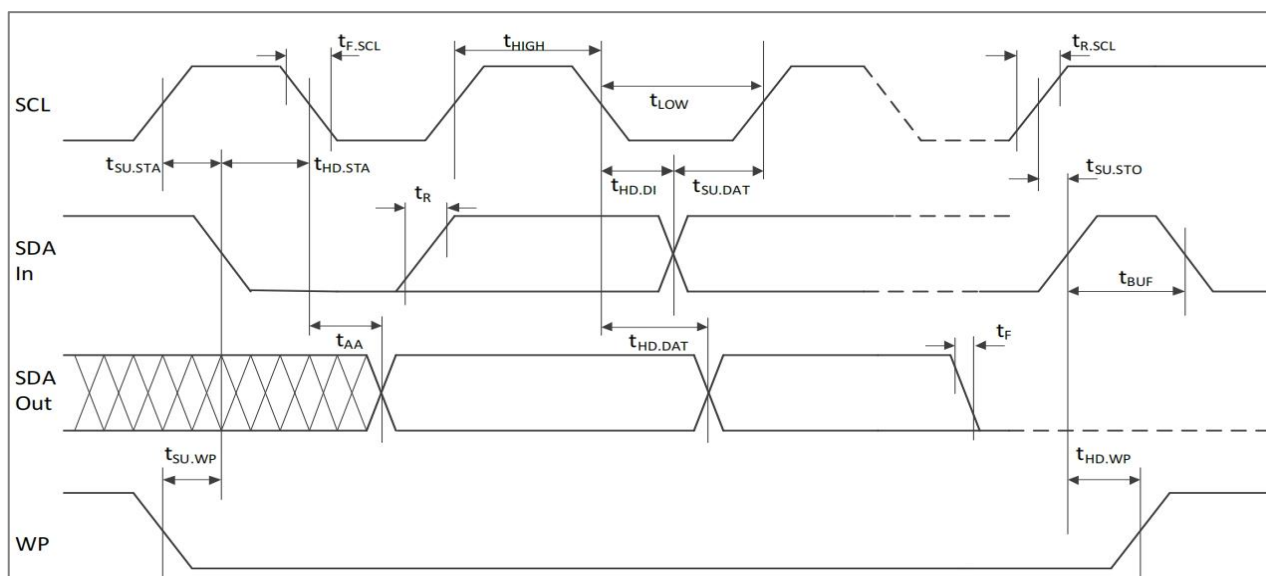 tF.SCL
tHIGH
tR.SCL
SCL
tLOW
tSU.STA
tHD.STA
tHD.DI
tSU.DAT
tSU.STO
tR
SDA
In
tBUF
tAA
tHD.DAT
tF
SDA
Out
tSU.WP
tHD.WP
WP